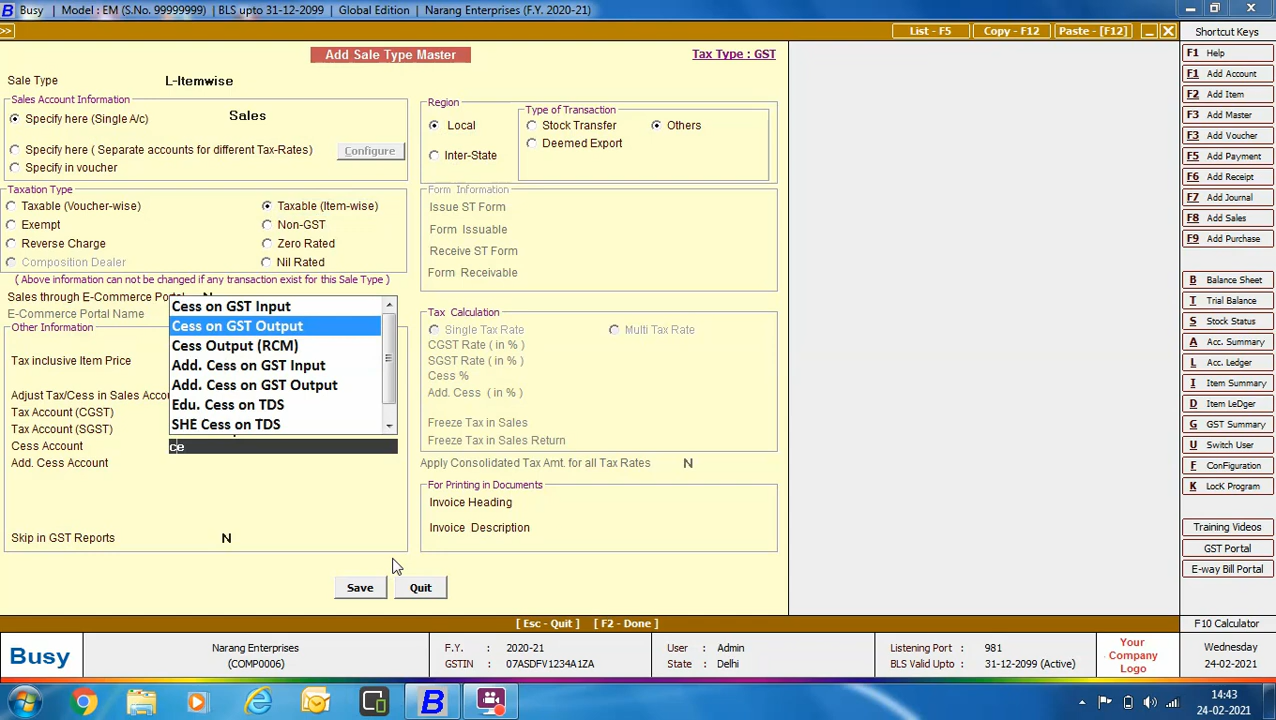 Busy Model : EM (S.No. 99999999) BLS upto 31-12-2099 Global Edition Narang Enterprises (F.Y. 2020-21)
>> List - F5 Copy - F12 Paste - [F12]
Shortcut Keys
Add Sale Type Master
Tax Type : GST
Sale Type L-Itemwise
Sales Account Information
Specify here (Single A/c) Sales
Specify here ( Separate accounts for different Tax-Rates) Configure
Specify in voucher
Region
Local
Inter-State
Type of Transaction
Stock Transfer Others
Deemed Export
Taxation Type
Taxable (Voucher-wise) Taxable (Item-wise)
Exempt Non-GST
Reverse Charge Zero Rated
Composition Dealer Nil Rated
( Above information can not be changed if any transaction exist for this Sale Type )
Form Information
Issue ST Form
Form Issuable
Receive ST Form
Form Receivable
Sales through E-Commerce
E-Commerce Portal Name
Other Information
Tax inclusive Item Price
Adjust Tax/Cess in Sales
Tax Account (CGST)
Tax Account (SGST)
Cess Account ce
Add. Cess Account
Skip in GST Reports N
Cess on GST Input
Cess on GST Output
Cess Output (RCM)
Add. Cess on GST Input
Add. Cess on GST Output
Edu. Cess on TDS
SHE Cess on TDS
Tax Calculation
Single Tax Rate Multi Tax Rate
CGST Rate ( in % )
SGST Rate ( in % )
Cess %
Add. Cess ( in % )
Freeze Tax in Sales
Freeze Tax in Sales Return
Apply Consolidated Tax Amt. for all Tax Rates N
For Printing in Documents
Invoice Heading
Invoice Description
Save Quit
[ Esc - Quit ] [ F2 - Done ]
F1 Help
F1 Add Account
F2 Add Item
F3 Add Master
F3 Add Voucher
F5 Add Payment
F6 Add Receipt
F7 Add Journal
F8 Add Sales
F9 Add Purchase
B Balance Sheet
T Trial Balance
S Stock Status
A Acc. Summary
L Acc. Ledger
I Item Summary
D Item LeDger
G GST Summary
U Switch User
F ConFiguration
K LocK Program
Training Videos
GST Portal
E-way Bill Portal
F10 Calculator
Busy
Narang Enterprises
(COMP0006)
F.Y. : 2020-21
GSTIN : 07ASDFV1234A1ZA
User : Admin
State : Delhi
Listening Port : 981
BLS Valid Upto : 31-12-2099 (Active)
Your
Company
Logo
Wednesday
24-02-2021
14:43
24-02-2021